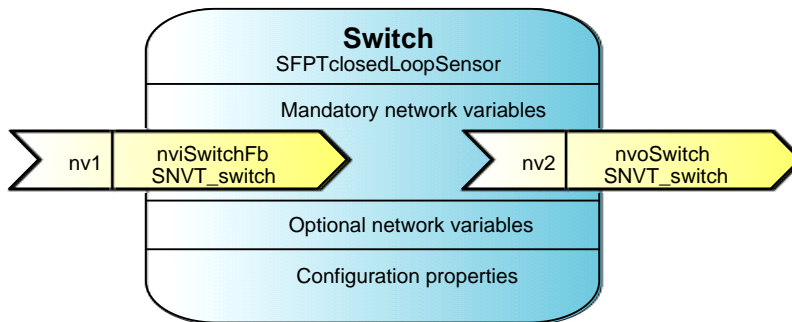 Switch
SFPTclosedLoopSensor
Mandatory network variables
nv1
nviSwitchFb
SNVT_switch
nv2
nvoSwitch
SNVT_switch
Optional network variables
Configuration properties